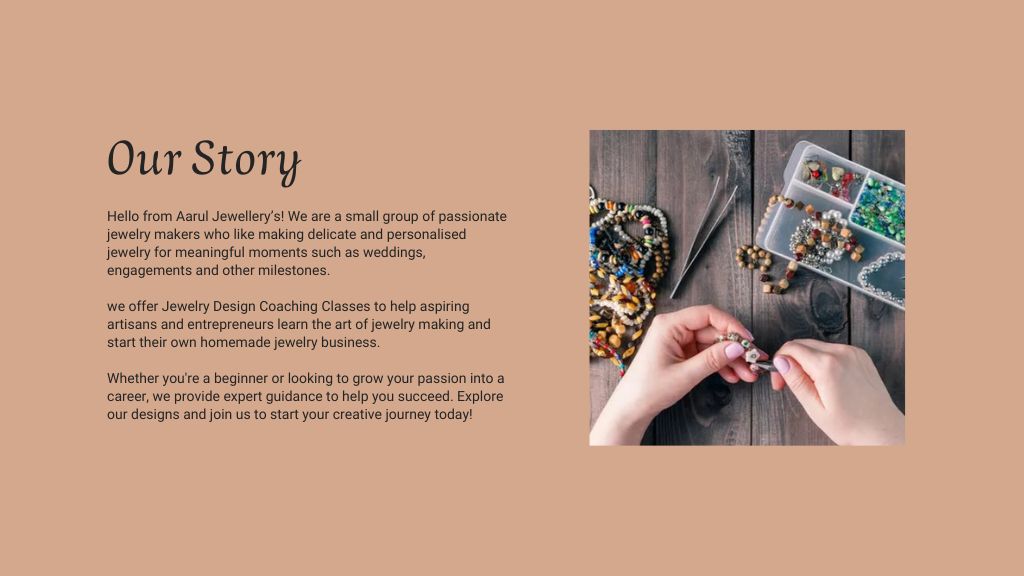 Our Story
Hello from Aarul Jewellery's! We are a small group of passionate
jewelry makers who like making delicate and personalised
jewelry for meaningful moments such as weddings,
engagements and other milestones.
we offer Jewelry Design Coaching Classes to help aspiring
artisans and entrepreneurs learn the art of jewelry making and
start their own homemade jewelry business.
Whether you're a beginner or looking to grow your passion into a
career, we provide expert guidance to help you succeed. Explore
our designs and join us to start your creative journey today!